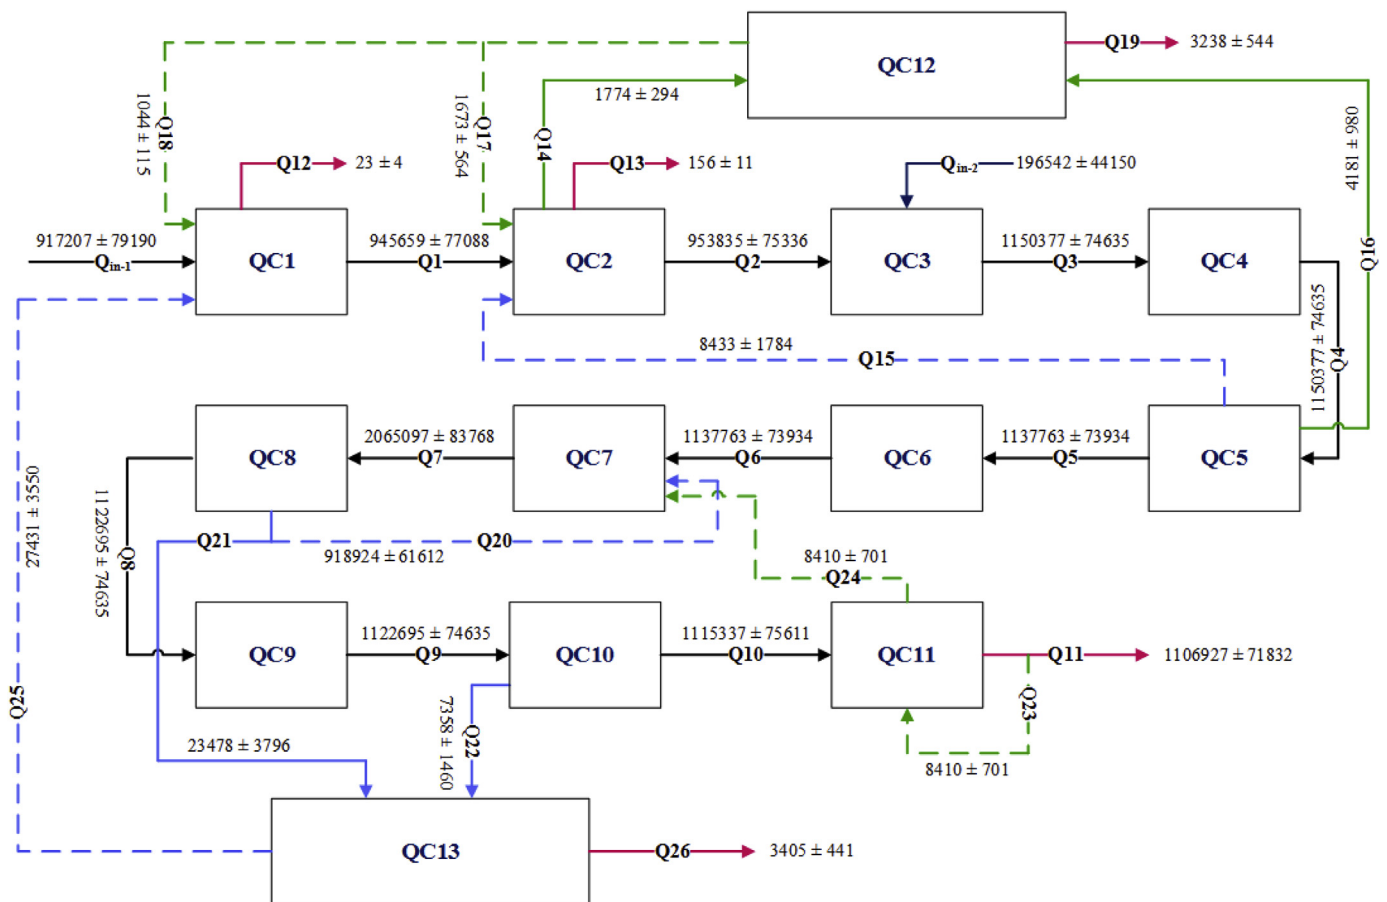 QC12
Q19
3238 ± 544
1774 ± 294
1044 ± 115
Q18
1673 ± 564
Q17
Q14
4181 ± 980
Q16
Q12
23 ± 4
Q13
156 ± 11
Qin-2
196542 ± 44150
917207 ± 79190
Qin-1
QC1
945659 ± 77088
Q1
QC2
953835 ± 75336
Q2
QC3
1150377 ± 74635
Q3
QC4
1150377 ± 74635
Q4
8433 ± 1784
Q15
QC8
2065097 ± 83768
Q7
QC7
1137763 ± 73934
Q6
QC6
1137763 ± 73934
Q5
QC5
27431 ± 3550
Q25
1122695 ± 74635
Q8
Q21
918924 ± 61612
Q20
8410 ± 701
Q24
QC9
1122695 ± 74635
Q9
QC10
1115337 ± 75611
Q10
QC11
Q11
1106927 ± 71832
Q23
8410 ± 701
23478 ± 3796
7358 ± 1460
Q22
QC13
Q26
3405 ± 441